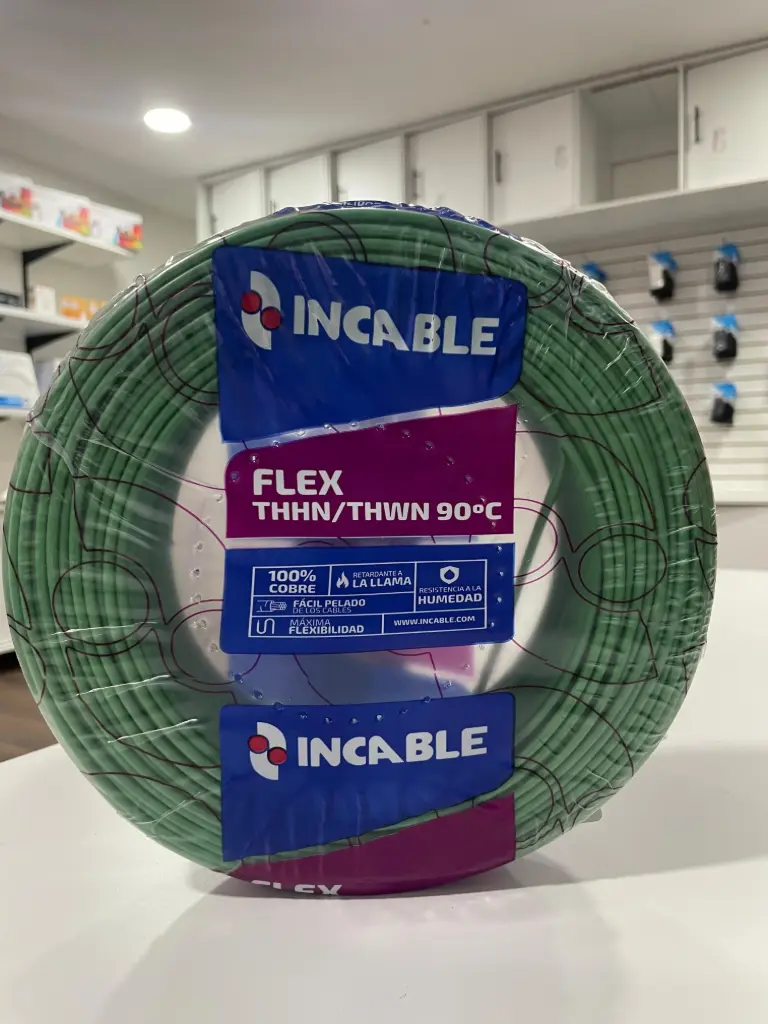 INCABLE
FLEX
THHN/THWN 90ºC
100%
COBRE
RETARDANTE A
LA LLAMA
RESISTENCIA A LA
HUMEDAD
FÁCIL PELADO
DE LOS CABLES
MÁXIMA
FLEXIBILIDAD
WWW.INCABLE.COM
INCABLE
FLEX